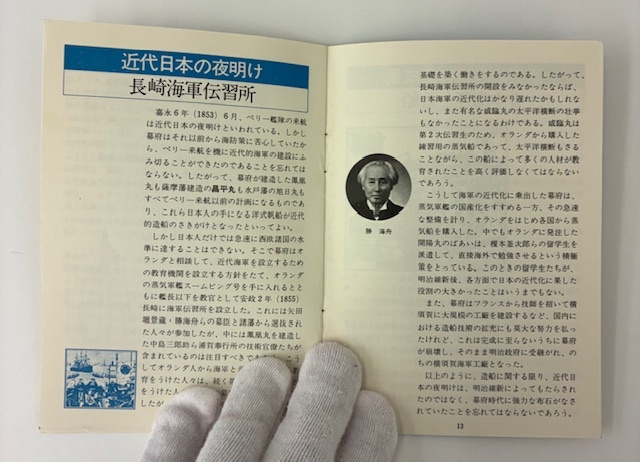 近代日本の夜明け
長崎海軍伝習所
嘉永6年(1853)6月、ペリー艦隊の来航
は近代日本の夜明けといわれている。しかし
幕府はそれ以前から海防策に苦心していたか
ら、ペリー来航を機に近代的海軍の建設にふ
み切ることができたのであることを忘れては
ならない。したがって、幕府が建造した鳳凰
丸も薩摩藩建造の昌平丸も水戸藩の旭日丸も
すべてペリー来航以前の計画になるものであ
り、これら日本人の手になる洋式帆船が近代
的造船のさきがけとなったといってよい。
しかし日本人だけでは急速に西欧諸国の水
準に達することはできない。そこで幕府はオ
オランダと相談して、近代海軍を設立するため
の教育機関を設立する方針をたて、オランダ
の蒸気軍艦スームビング号を手に入れるとと
もに艦長以下を教官として安政2年(1855)
長崎に海軍伝習所を設立した。これには矢田
堀景蔵・勝海舟らの幕臣と諸藩から選抜され
た人々が参加したが、中には鳳凰丸を建造し
た中島三郎助ら浦賀奉行所の技術官僚たちが
含まれているのは注目すべきで
してオランダ人から海軍と
育をうけた人々は、続く
をうけた人
したが
基礎を築く働きをするのである。したがって、
長崎海軍伝習所の開設をみなかったならば、
日本海軍の近代化はかなり遅れたかもしれな
いし、また有名な咸臨丸の太平洋横断の壮挙
もなかったことになるわけである。咸臨丸は
第2次伝習生のため、オランダから購入した
練習用の蒸気船であって、太平洋横断もさる
ことながら、この船によって多くの人材が教
育されたことを高く評価しなくてはならない
であろう。
こうして海軍の近代化に乗出した幕府は、
蒸気軍艦の国産化をすすめる一方、その急速
な整備を計り、オランダをはじめ各国から蒸
気船を購入した。中でもオランダに発注した
開陽丸のばあいは、榎本釜次郎らの留学生を
派遣して、直接海外で勉強させるという積極
策をとっている。このときの留学生たちが、
明治維新後、各方面で日本の近代化に果した
役割の大きかったことはいうまでもない。
また、幕府はフランスから技師を招いて横
須賀に大規模の工廠を建設するなど、国内に
おける造船技術の拡充にも莫大な努力を払っ
たけれど、これは完成に至らないうちに幕府
が崩壊し、そのまま明治政府に受継がれ、の
ちの横須賀海軍工廠となった。
以上のように、造船に関する限り、近代日
本の夜明けは、明治維新によってもたらされ
たのではなく、幕府時代に強力な布石がなさ
れていたことを忘れてはならないであろう。
勝 海舟
13